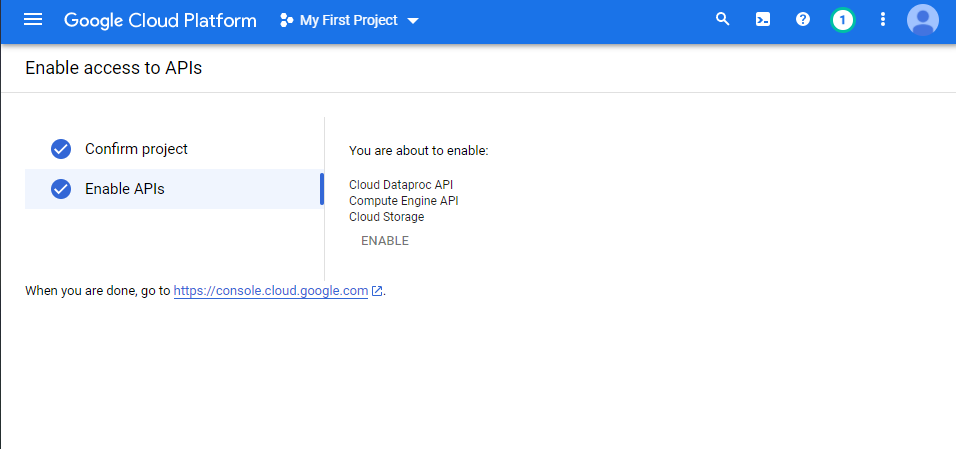 Google Cloud Platform My First Project 1
Enable access to APIs
Confirm project
Enable APIs
You are about to enable:
Cloud Dataproc API
Compute Engine API
Cloud Storage
ENABLE
When you are done, go to https://console.cloud.google.com.